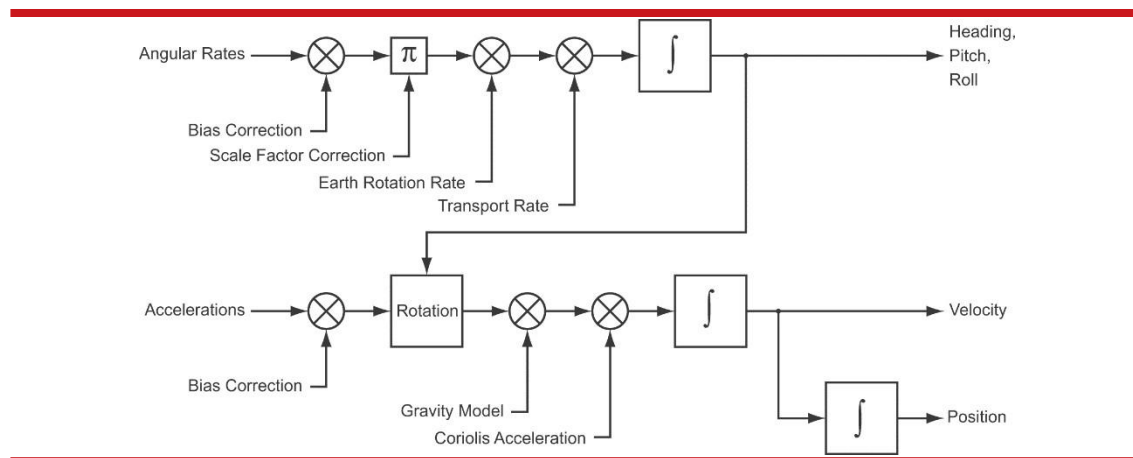 Angular Rates
π
∫
Heading,
Pitch,
Roll
Bias Correction
Scale Factor Correction
Earth Rotation Rate
Transport Rate
Accelerations
Rotation
∫
Velocity
Bias Correction
Gravity Model
Coriolis Acceleration
∫
Position